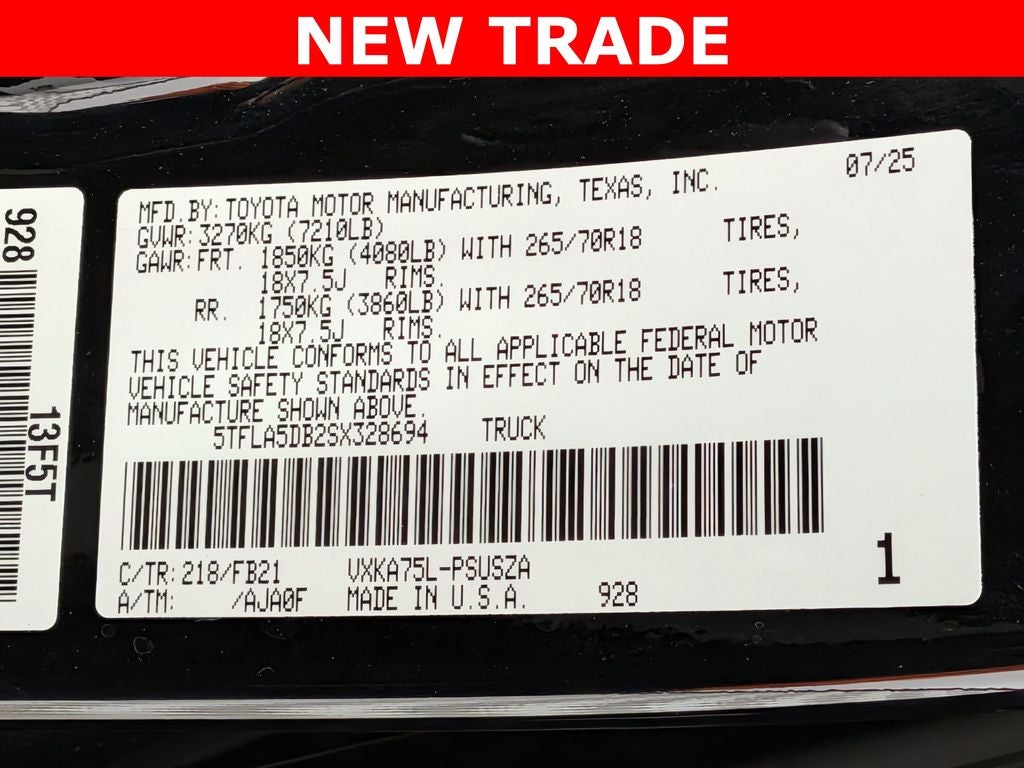 NEW TRADE
07/25
MFD.BY:TOYOTA MOTOR MANUFACTURING, TEXAS, INC.
GVWR:3270KG (7210LB)
GAWR:FRT. 1850KG (4080LB) WITH 265/70R18 TIRES,
18X7.5J RIMS.
RR. 1750KG (3860LB) WITH 265/70R18 TIRES,
18X7.5J RIMS.
THIS VEHICLE CONFORMS TO ALL APPLICABLE FEDERAL MOTOR
VEHICLE SAFETY STANDARDS IN EFFECT ON THE DATE OF
MANUFACTURE SHOWN ABOVE.
5TFLA5DB2SX328694 TRUCK
C/TR:218/FB21 VXKA75L-PSUSZA
A/TM: /AJA0F MADE IN U.S.A. 928
1
928
13F5T